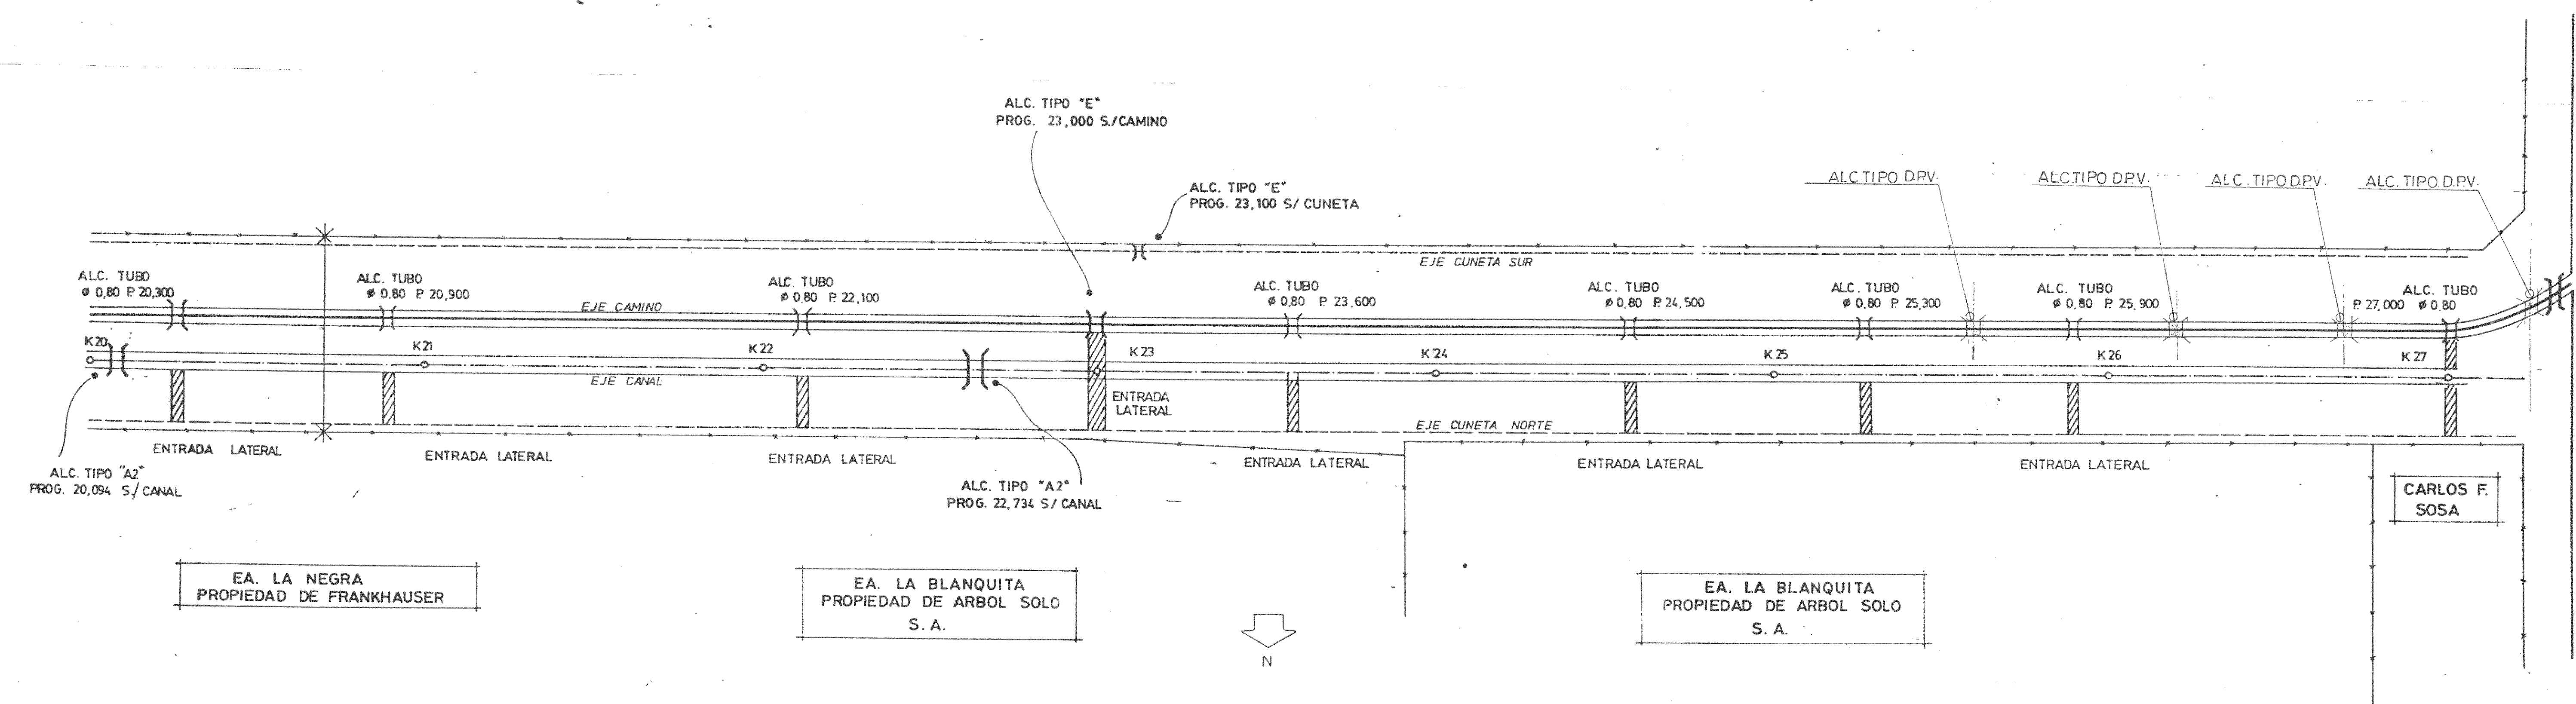 ALC. TIPO "E"
PROG. 23,000 S./CAMINO
ALC. TIPO "E"
PROG. 23,100 S/ CUNETA
ALC.TIPO D.P.V.
ALC.TIPO D.P.V.
ALC.TIPO D.P.V.
ALC.TIPO.D.P.V.
EJE CUNETA SUR
ALC. TUBO
ø 0,80 P. 20,300
ALC. TUBO
ø 0,80 P. 20,900
ALC. TUBO
ø 0,80 P. 22,100
ALC. TUBO
ø 0,80 P. 23,600
ALC. TUBO
ø 0,80 P. 24,500
ALC. TUBO
ø 0,80 P. 25,300
ALC. TUBO
ø 0,80 P. 25,900
ALC. TUBO
P. 27,000 ø 0,80
EJE CAMINO
K20
K21
K22
K23
K24
K25
K26
K27
EJE CANAL
ENTRADA
LATERAL
EJE CUNETA NORTE
ENTRADA LATERAL
ENTRADA LATERAL
ENTRADA LATERAL
ENTRADA LATERAL
ENTRADA LATERAL
ENTRADA LATERAL
ALC. TIPO "A2"
PROG. 20,094 S/ CANAL
ALC. TIPO "A2"
PROG. 22,734 S/ CANAL
CARLOS F.
SOSA
EA. LA NEGRA
PROPIEDAD DE FRANKHAUSER
EA. LA BLANQUITA
PROPIEDAD DE ARBOL SOLO
S. A.
EA. LA BLANQUITA
PROPIEDAD DE ARBOL SOLO
S. A.
N